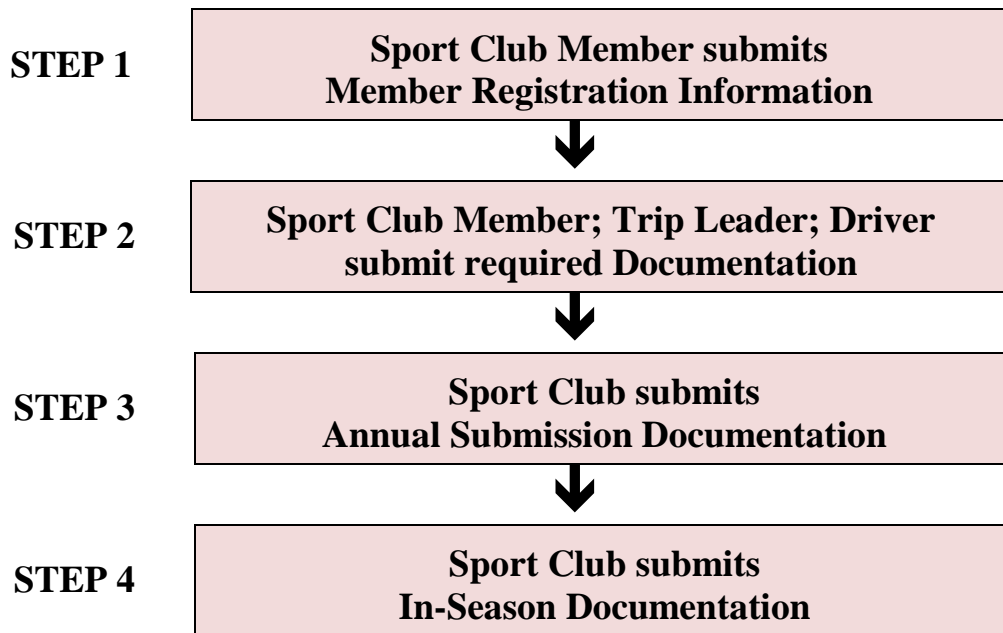 STEP 1
Sport Club Member submits
Member Registration Information
STEP 2
Sport Club Member; Trip Leader; Driver
submit required Documentation
STEP 3
Sport Club submits
Annual Submission Documentation
STEP 4
Sport Club submits
In-Season Documentation